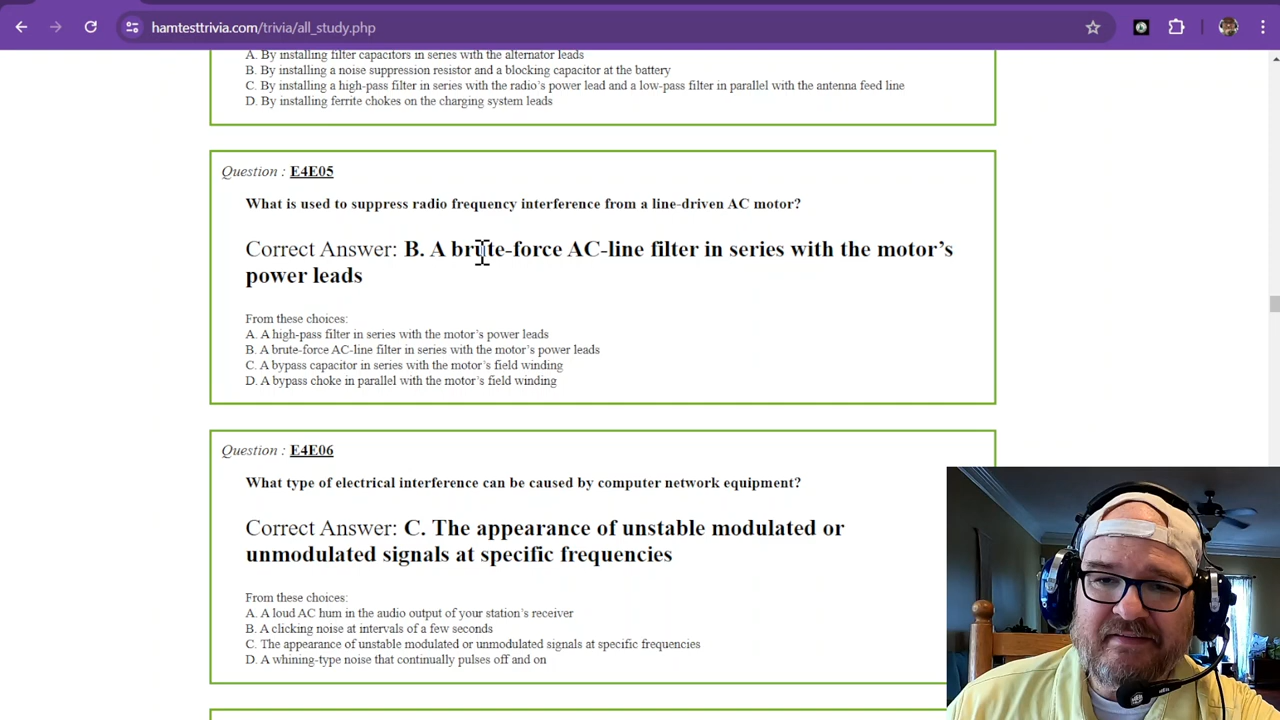 hamtesttrivia.com/trivia/all_study.php
A. By installing filter capacitors in series with the alternator leads
B. By installing a noise suppression resistor and a blocking capacitor at the battery
C. By installing a high-pass filter in series with the radio’s power lead and a low-pass filter in parallel with the antenna feed line
D. By installing ferrite chokes on the charging system leads
Question : E4E05
What is used to suppress radio frequency interference from a line-driven AC motor?
Correct Answer: B. A brute-force AC-line filter in series with the motor’s
power leads
From these choices:
A. A high-pass filter in series with the motor’s power leads
B. A brute-force AC-line filter in series with the motor’s power leads
C. A bypass capacitor in series with the motor’s field winding
D. A bypass choke in parallel with the motor’s field winding
Question : E4E06
What type of electrical interference can be caused by computer network equipment?
Correct Answer: C. The appearance of unstable modulated or
unmodulated signals at specific frequencies
From these choices:
A. A loud AC hum in the audio output of your station’s receiver
B. A clicking noise at intervals of a few seconds
C. The appearance of unstable modulated or unmodulated signals at specific frequencies
D. A whining-type noise that continually pulses off and on